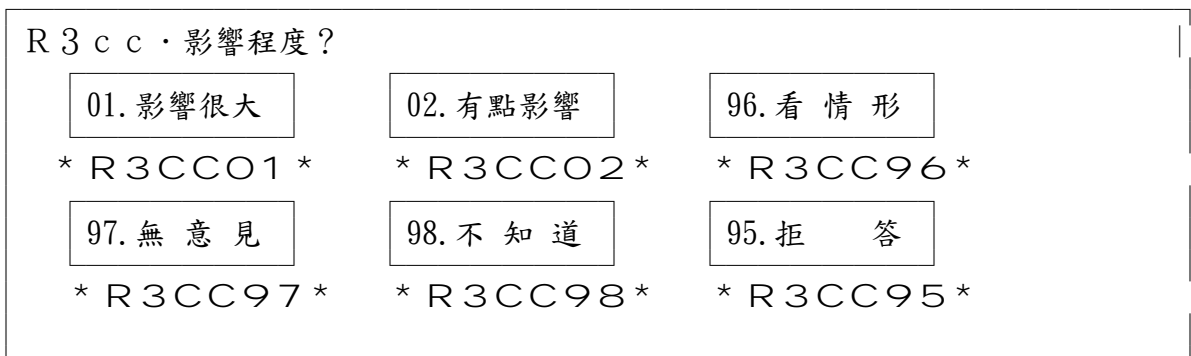 R3cc．影響程度？
01.影響很大 02.有點影響 96.看情形
*R3CC01* *R3CC02* *R3CC96*
97.無意見 98.不知道 95.拒　答
*R3CC97* *R3CC98* *R3CC95*